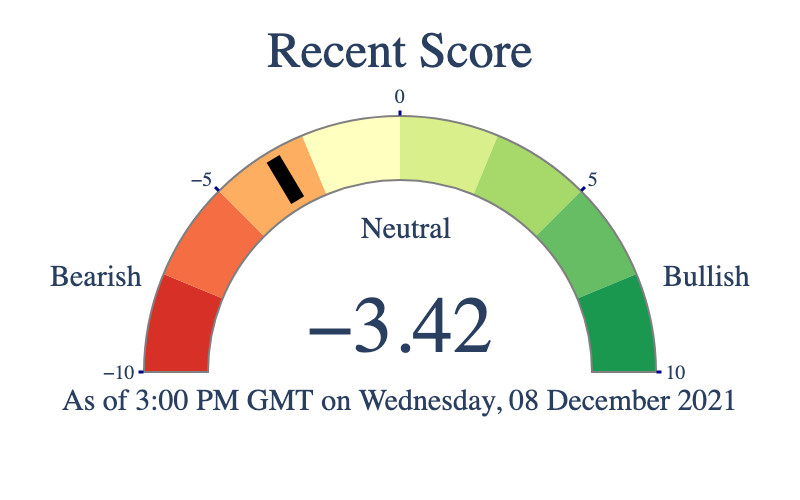 Recent Score
0
−5
5
Neutral
Bearish
Bullish
−3.42
−10
10
As of 3:00 PM GMT on Wednesday, 08 December 2021